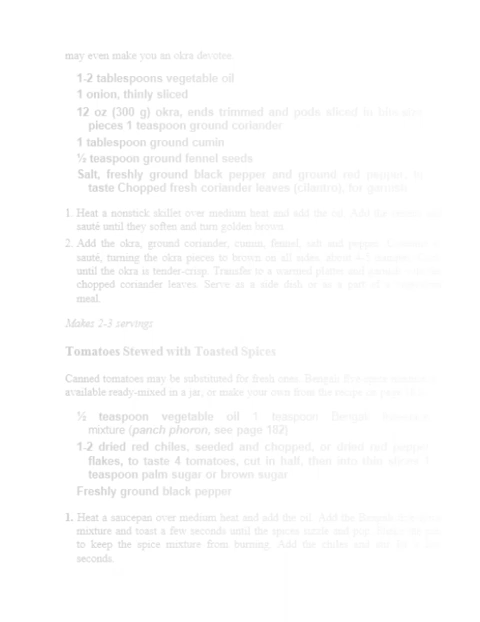 may even make you an okra devotee.
1-2 tablespoons vegetable oil
1 onion, thinly sliced
12 oz (300 g) okra, ends trimmed and pods sliced in bite-size
pieces 1 teaspoon ground coriander
1 tablespoon ground cumin
½ teaspoon ground fennel seeds
Salt, freshly ground black pepper and ground red pepper, to
taste Chopped fresh coriander leaves (cilantro), for garnish
1. Heat a nonstick skillet over medium heat and add the oil. Add the onion and
sauté until they soften and turn golden brown
2. Add the okra, ground coriander, cumin, fennel, salt and pepper.
sauté, turning the okra pieces to brown on all sides, about 4-5 minutes
until the okra is tender-crisp. Transfer to a warmed platter and
chopped coriander leaves. Serve as a side dish or as a part of a
meal.
Makes 2-3 servings
Tomatoes Stewed with Toasted Spices
Canned tomatoes may be substituted for fresh ones. Bengali five-spice
available ready-mixed in a jar, or make your own from the recipe on page
½ teaspoon vegetable oil 1 teaspoon Bengali
mixture (panch phoron, see page 182)
1-2 dried red chiles, seeded and chopped, or dried red pepper
flakes, to taste 4 tomatoes, cut in half, then into thin slices 1
teaspoon palm sugar or brown sugar
Freshly ground black pepper
1. Heat a saucepan over medium heat and add the oil. Add the Bengali five-spice
mixture and toast a few seconds until the spices sizzle and pop.
to keep the spice mixture from burning. Add the chiles and
seconds.